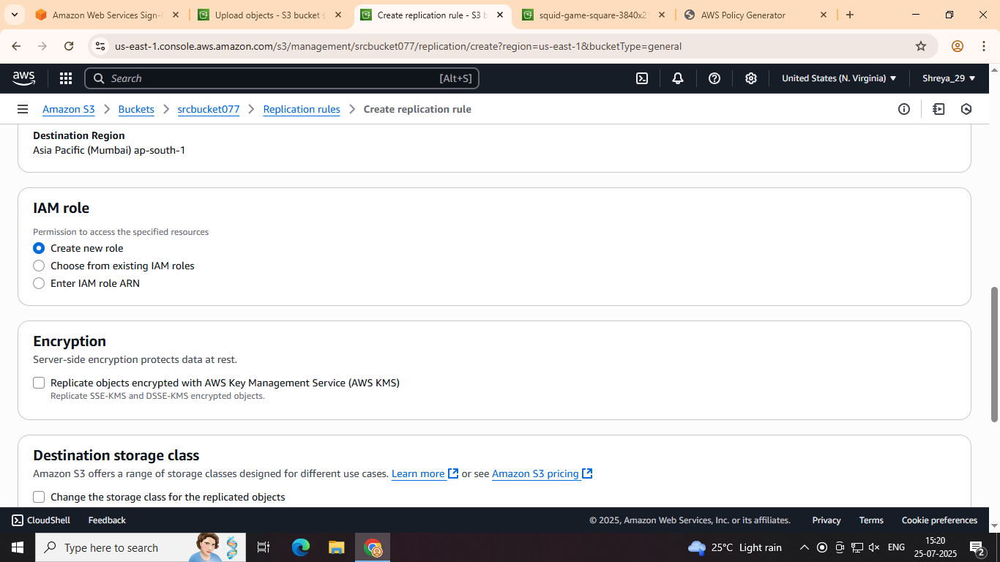 Amazon Web Services Sign-I
Upload objects - S3 bucket s
Create replication rule - S3 b
squid-game-square-3840x21
AWS Policy Generator
us-east-1.console.aws.amazon.com/s3/management/srcbucket077/replication/create?region=us-east-1&bucketType=general
aws
Search
[Alt+S]
United States (N. Virginia)
Shreya_29
Amazon S3
Buckets
srcbucket077
Replication rules
Create replication rule
Destination Region
Asia Pacific (Mumbai) ap-south-1
IAM role
Permission to access the specified resources
Create new role
Choose from existing IAM roles
Enter IAM role ARN
Encryption
Server-side encryption protects data at rest.
Replicate objects encrypted with AWS Key Management Service (AWS KMS)
Replicate SSE-KMS and DSSE-KMS encrypted objects.
Destination storage class
Amazon S3 offers a range of storage classes designed for different use cases. Learn more or see Amazon S3 pricing
Change the storage class for the replicated objects
CloudShell
Feedback
© 2025, Amazon Web Services, Inc. or its affiliates.
Privacy
Terms
Cookie preferences
Type here to search
25°C Light rain
ENG
15:20
25-07-2025
2